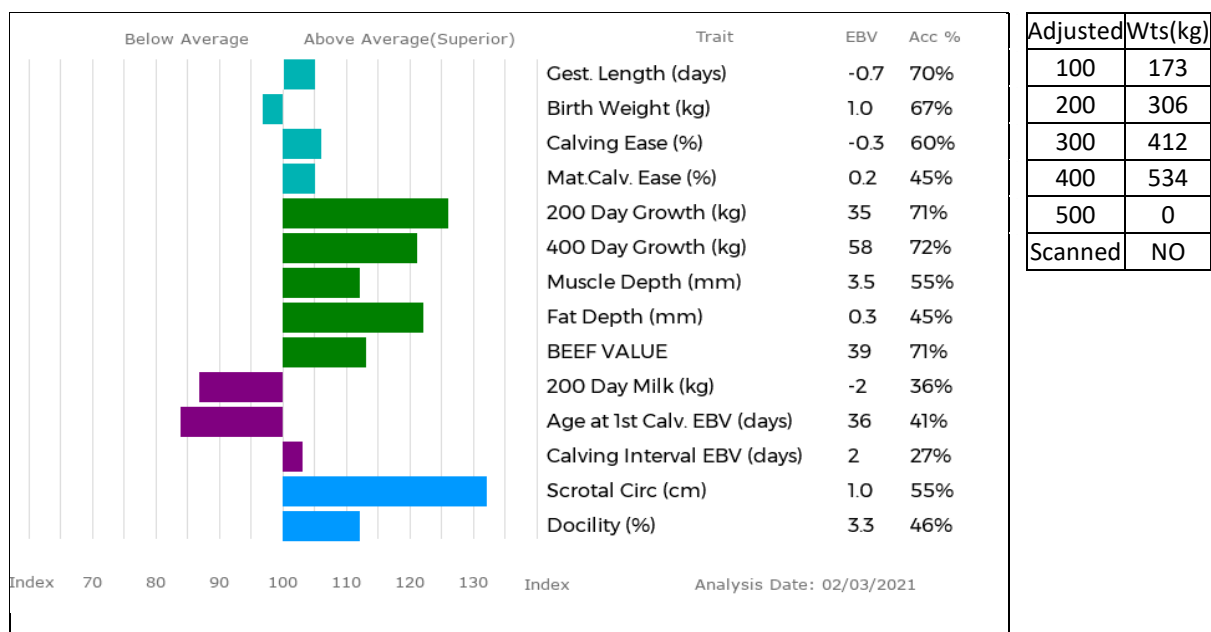 Below Average Above Average(Superior) Trait EBV Acc %
Gest. Length (days) -0.7 70%
Birth Weight (kg) 1.0 67%
Calving Ease (%) -0.3 60%
Mat.Calv. Ease (%) 0.2 45%
200 Day Growth (kg) 35 71%
400 Day Growth (kg) 58 72%
Muscle Depth (mm) 3.5 55%
Fat Depth (mm) 0.3 45%
BEEF VALUE 39 71%
200 Day Milk (kg) -2 36%
Age at 1st Calv. EBV (days) 36 41%
Calving Interval EBV (days) 2 27%
Scrotal Circ (cm) 1.0 55%
Docility (%) 3.3 46%
Index 70 80 90 100 110 120 130 Index Analysis Date: 02/03/2021
Adjusted Wts(kg)
100 173
200 306
300 412
400 534
500 0
Scanned NO